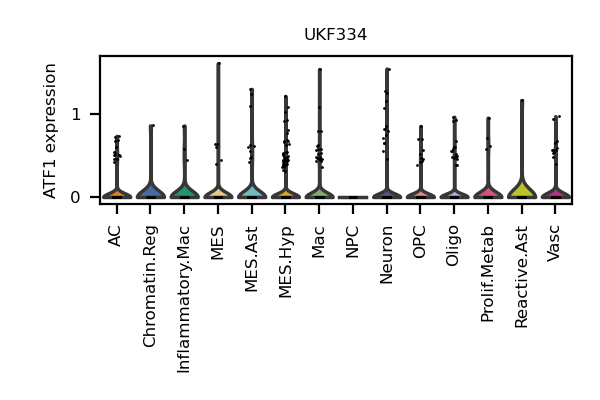 UKF334
ATF1 expression
1
0
AC
Chromatin.Reg
Inflammatory.Mac
MES
MES.Ast
MES.Hyp
Mac
NPC
Neuron
OPC
Oligo
Prolif.Metab
Reactive.Ast
Vasc